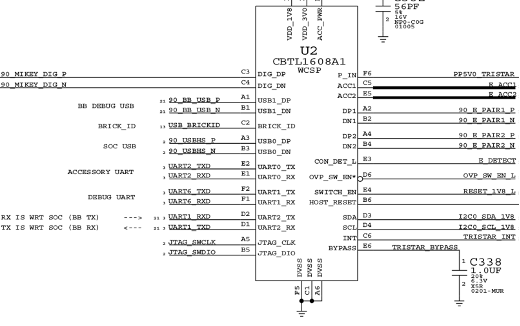 56PF
5%
16V
NP0-C0G
01005
VDD_1V8
VDD_3V0
ACC_PWR
U2
CBTL1608A1
WCSP
90_MIKEY_DIG_P C3 DIG_DP P_IN F6 PP5V0_TRISTAR
90_MIKEY_DIG_N C4 DIG_DN ACC1 C5 E_ACC1
ACC2 E5 E_ACC2
BB DEBUG USB
90_BB_USB_P A1 USB1_DP
90_BB_USB_N B1 USB1_DN
DP1 A2 90_E_PAIR1_P
DN1 B2 90_E_PAIR1_N
BRICK_ID USB_BRICKID C2 BRICK_ID
SOC USB
90_USBHS_P A3 USB0_DP
90_USBHS_N B3 USB0_DN
DP2 A4 90_E_PAIR2_P
DN2 B4 90_E_PAIR2_N
ACCESSORY UART
UART2_TXD E2 UART0_TX
UART2_RXD E1 UART0_RX
CON_DET_L E3 E_DETECT
OVP_SW_EN* D6 OVP_SW_EN_L
DEBUG UART
UART6_TXD F2 UART1_TX
UART6_RXD F1 UART1_RX
SWITCH_EN E4 RESET_1V8_L
HOST_RESET B6
RX IS WRT SOC (BB TX) ---> UART1_RXD D2 UART2_TX
TX IS WRT SOC (BB RX) <--- UART1_TXD D1 UART2_RX
SDA D3 I2C0_SDA_1V8
SCL D4 I2C0_SCL_1V8
INT C6 TRISTAR_INT
JTAG_SWCLK A5 JTAG_CLK
JTAG_SWDIO B5 JTAG_DIO
BYPASS E6 TRISTAR_BYPASS
DVSS
DVSS
DVSS
F5
C1
A6
1
C338
1.0UF
20%
6.3V
X5R
0201-MUR
2